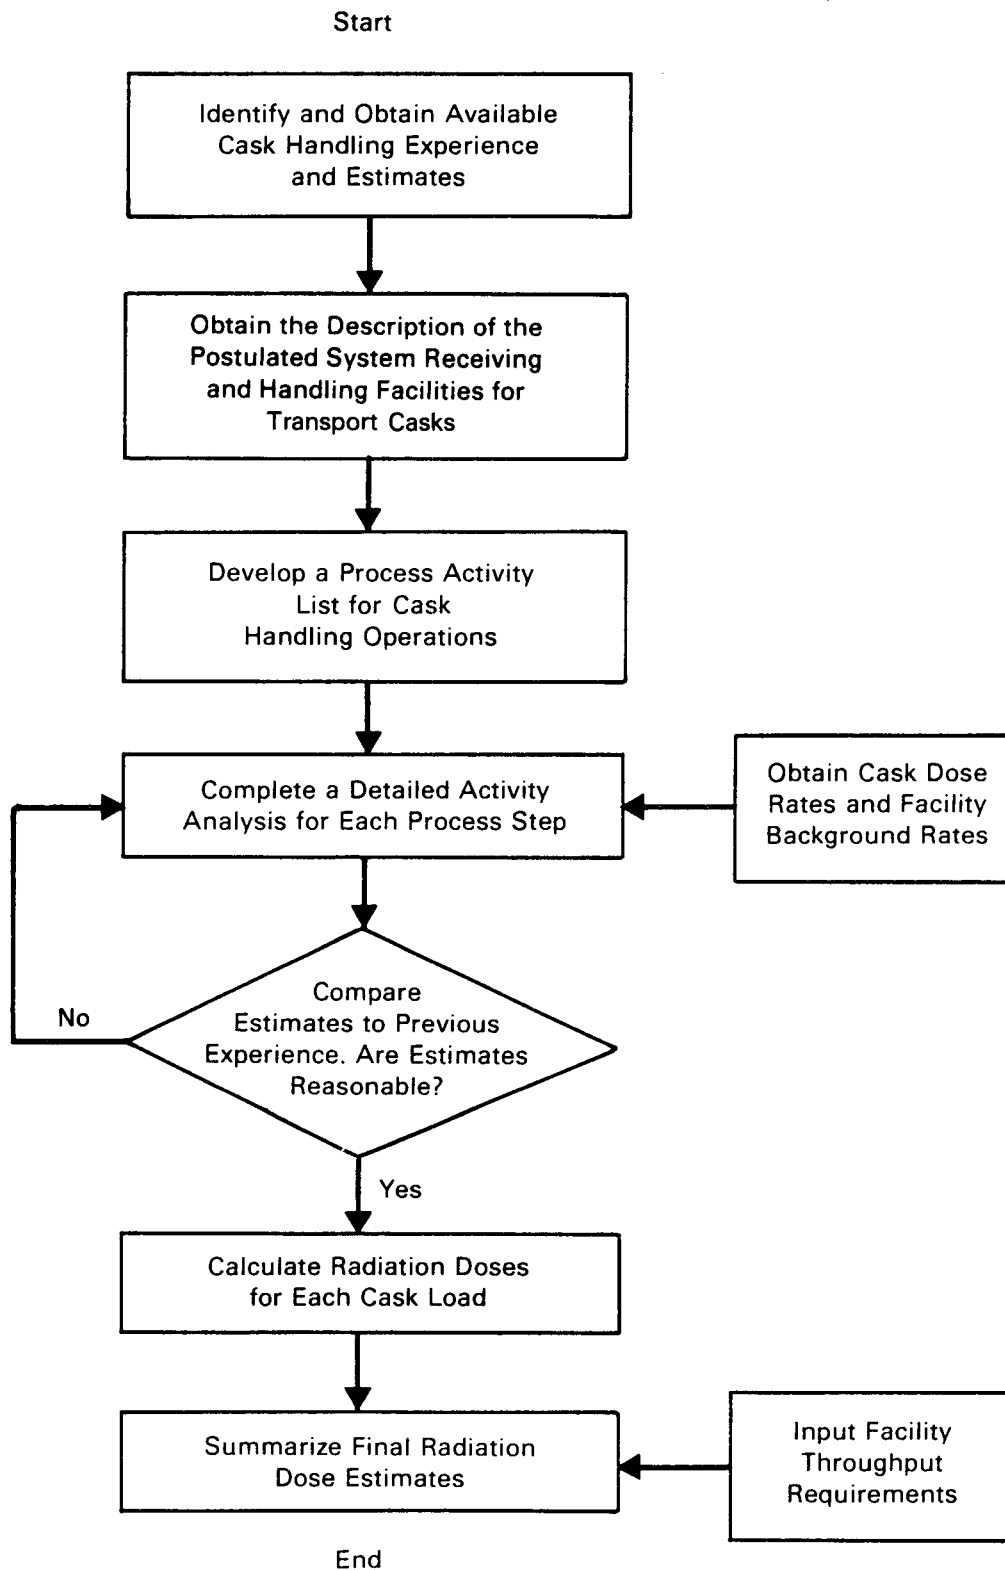 Start
Identify and Obtain Available
Cask Handling Experience
and Estimates
Obtain the Description of the
Postulated System Receiving
and Handling Facilities for
Transport Casks
Develop a Process Activity
List for Cask
Handling Operations
Complete a Detailed Activity
Analysis for Each Process Step
Obtain Cask Dose
Rates and Facility
Background Rates
Compare
Estimates to Previous
Experience. Are Estimates
Reasonable?
No
Yes
Calculate Radiation Doses
for Each Cask Load
Summarize Final Radiation
Dose Estimates
Input Facility
Throughput
Requirements
End